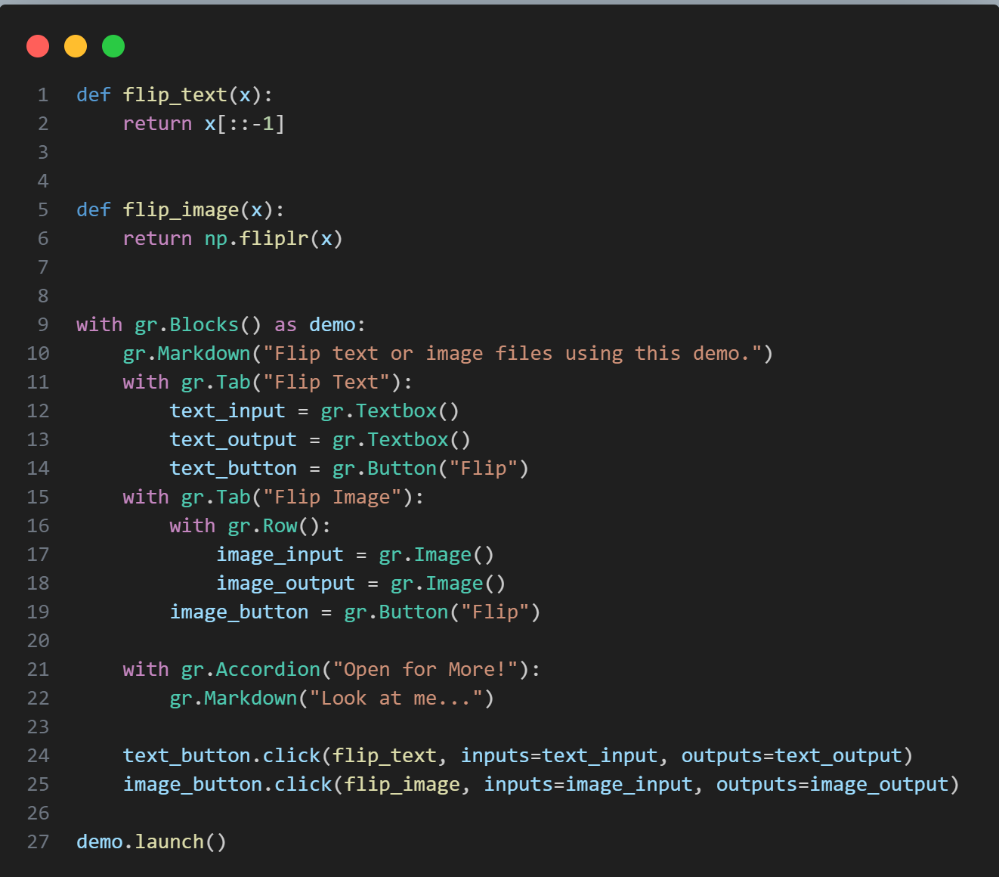 1 def flip_text(x):
2     return x[::-1]
3
4
5 def flip_image(x):
6     return np.fliplr(x)
7
8
9 with gr.Blocks() as demo:
10     gr.Markdown("Flip text or image files using this demo.")
11     with gr.Tab("Flip Text"):
12         text_input = gr.Textbox()
13         text_output = gr.Textbox()
14         text_button = gr.Button("Flip")
15     with gr.Tab("Flip Image"):
16         with gr.Row():
17             image_input = gr.Image()
18             image_output = gr.Image()
19         image_button = gr.Button("Flip")
20
21     with gr.Accordion("Open for More!"):
22         gr.Markdown("Look at me...")
23
24     text_button.click(flip_text, inputs=text_input, outputs=text_output)
25     image_button.click(flip_image, inputs=image_input, outputs=image_output)
26
27 demo.launch()